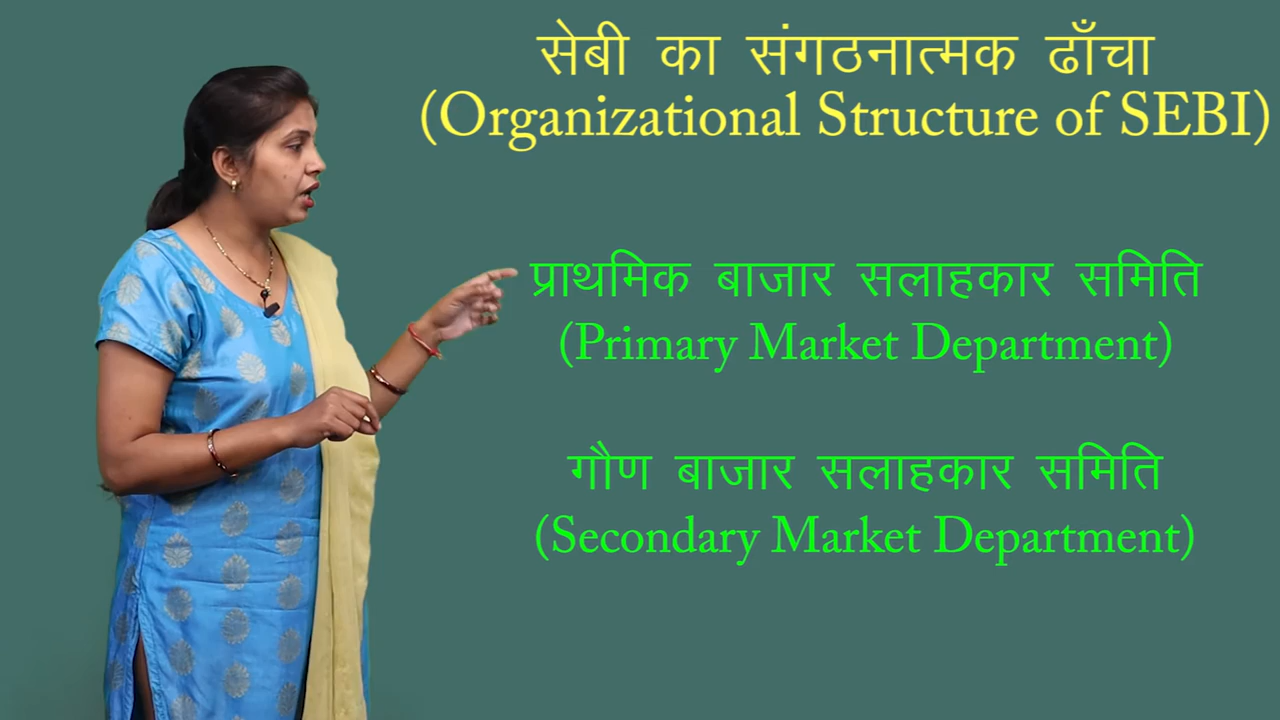 सेबी का संगठनात्मक ढाँचा
(Organizational Structure of SEBI)
प्राथमिक बाजार सलाहकार समिति
(Primary Market Department)
गौण बाजार सलाहकार समिति
(Secondary Market Department)